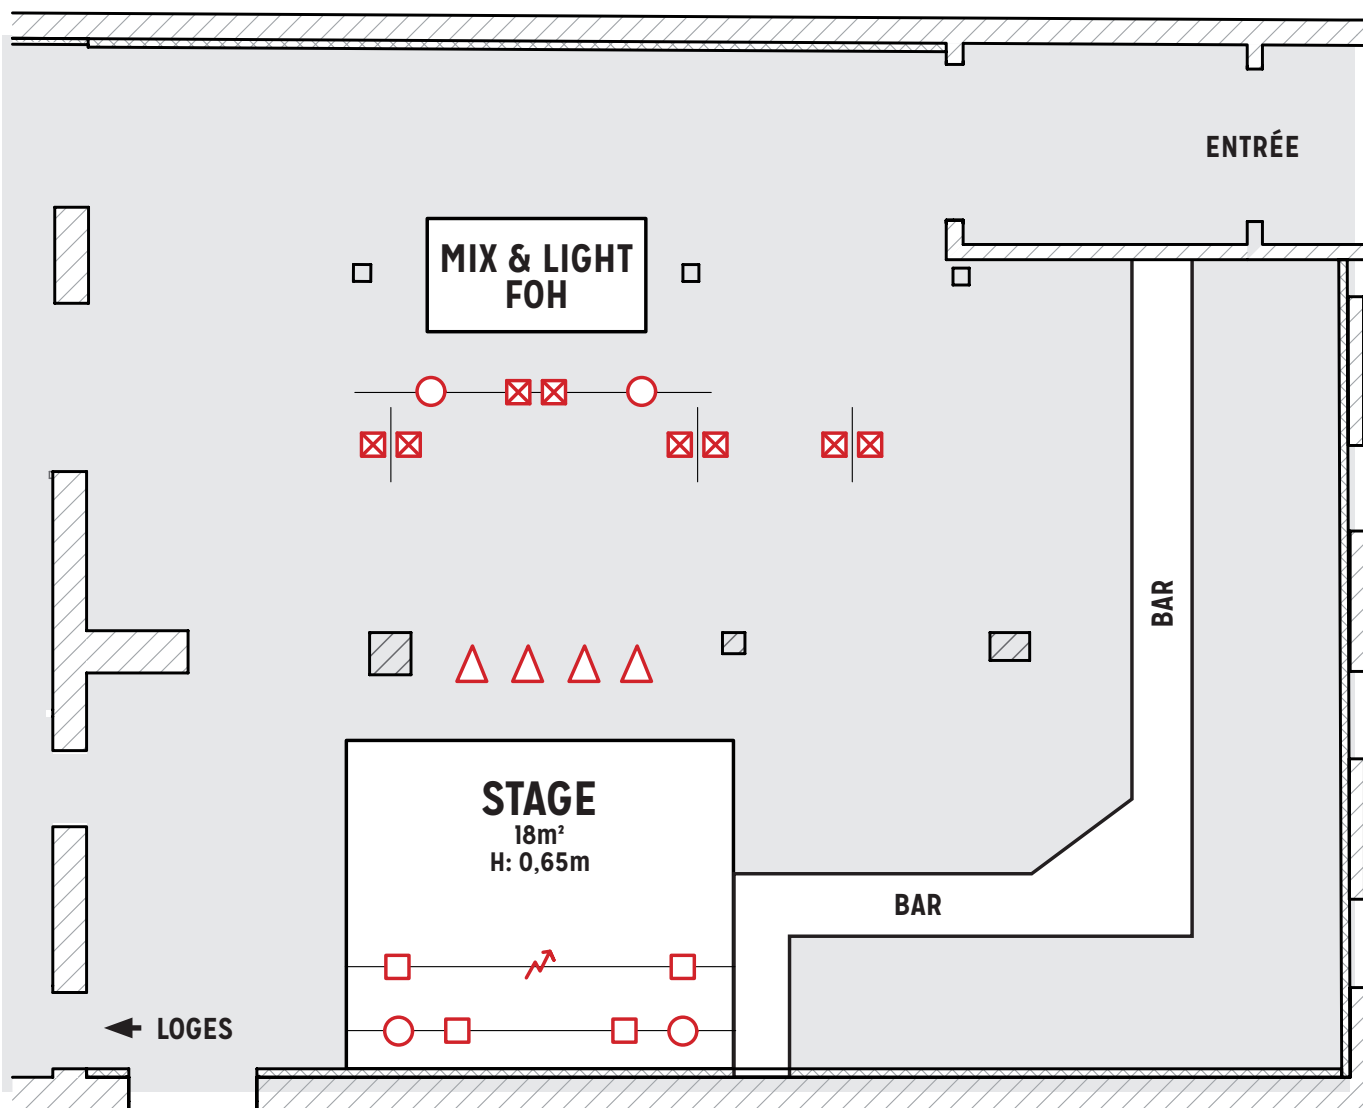 ENTRÉE
MIX & LIGHT
FOH
BAR
STAGE
18m²
H: 0,65m
BAR
LOGES